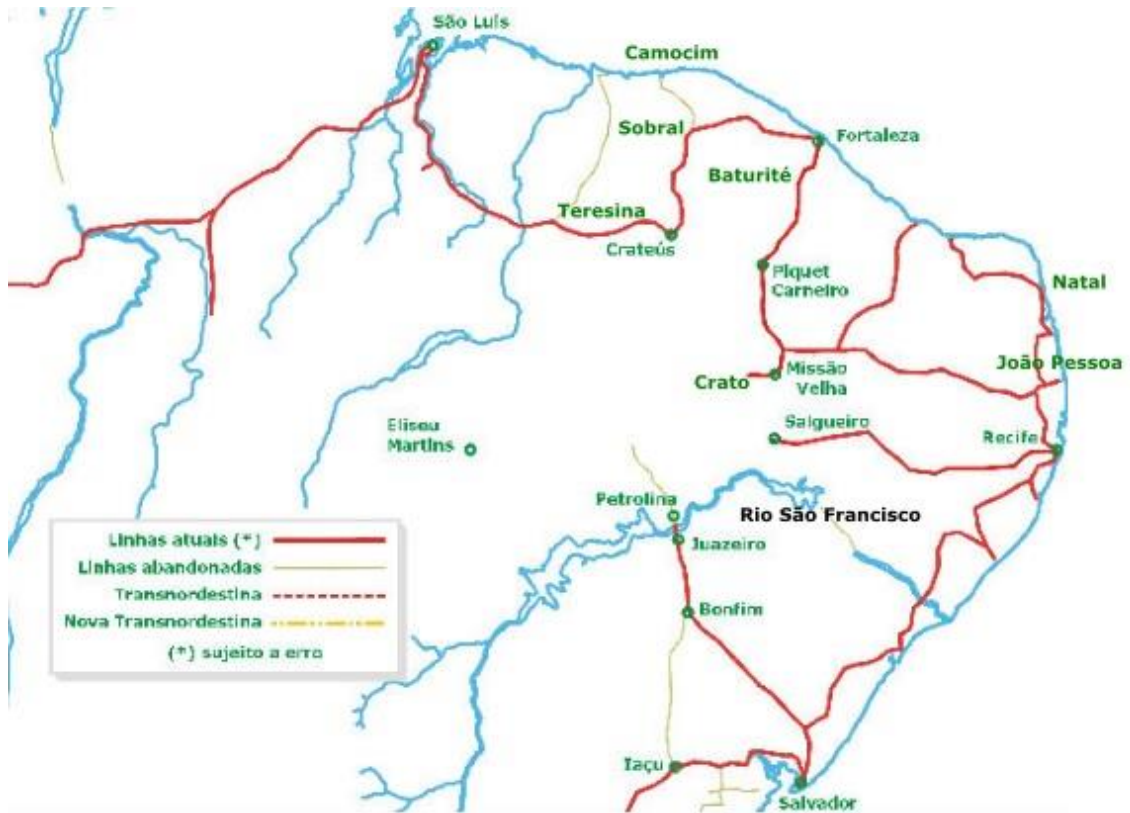 São Luís
Camocim
Sobral
Fortaleza
Baturité
Teresina
Crateús
Piquet
Carneiro
Natal
João Pessoa
Crato
Missão
Velha
Eliseu
Martins
Salgueiro
Recife
Petrolina
Rio São Francisco
Juazeiro
Bonfim
Iaçu
Salvador
Linhas atuais (*)
Linhas abandonadas
Transnordestina
Nova Transnordestina
(*) sujeito a erro